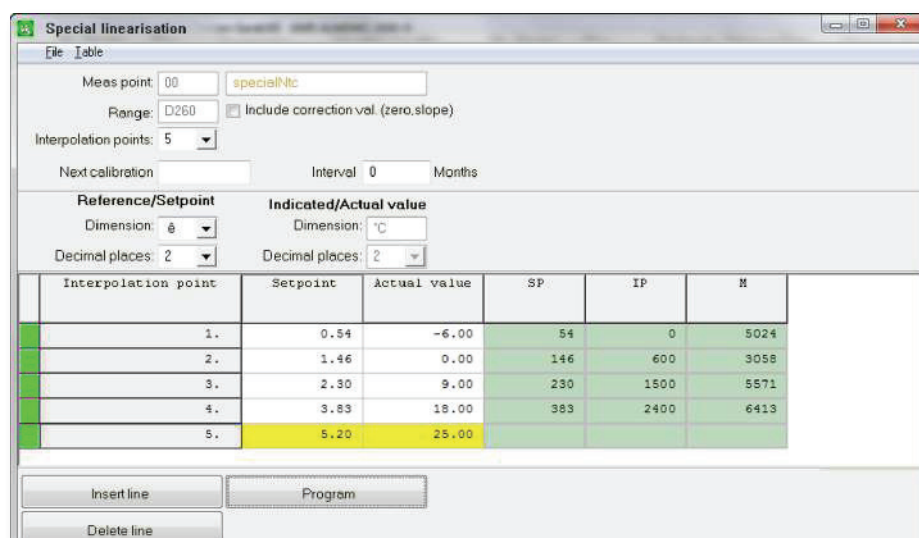 Special linearisation
File Table
Meas point: 00 specialNtc
Range: D260 Include correction val. (zero,slope)
Interpolation points: 5
Next calibration Interval 0 Months
Reference/Setpoint Indicated/Actual value
Dimension: ê Dimension: °C
Decimal places: 2 Decimal places: 2
Interpolation point Setpoint Actual value SP IP M
1. 0.54 -6.00 54 0 5024
2. 1.46 0.00 146 600 3058
3. 2.30 9.00 230 1500 5571
4. 3.83 18.00 383 2400 6413
5. 5.20 25.00
Insert line Program
Delete line